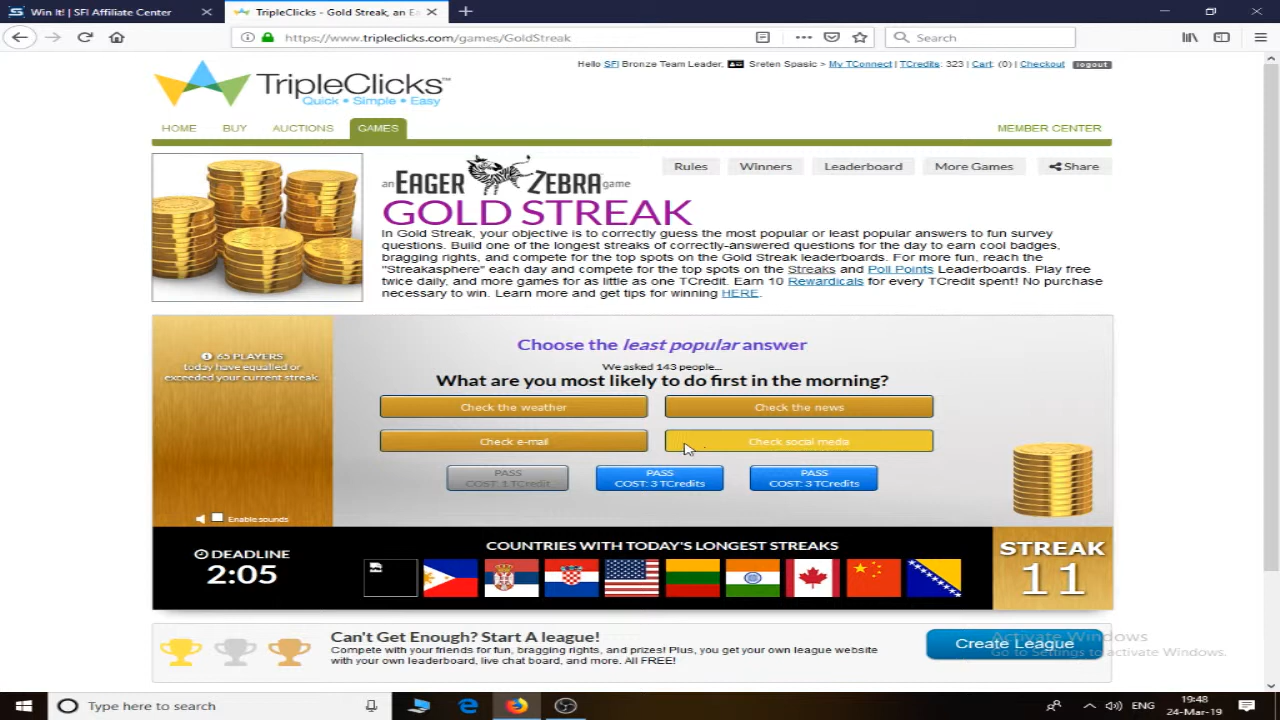 Win It! | SFI Affiliate Center
TripleClicks - Gold Streak, an Ea
https://www.tripleclicks.com/games/GoldStreak
Search
Hello SFI Bronze Team Leader, Sreten Spasic > My TConnect | TCredits: 323 | Cart: (0) | Checkout logout
TripleClicks™
Quick • Simple • Easy
HOME BUY AUCTIONS GAMES MEMBER CENTER
an EAGER ZEBRA game
Rules Winners Leaderboard More Games Share
GOLD STREAK
In Gold Streak, your objective is to correctly guess the most popular or least popular answers to fun survey
questions. Build one of the longest streaks of correctly-answered questions for the day to earn cool badges,
bragging rights, and compete for the top spots on the Gold Streak leaderboards. For more fun, reach the
"Streakasphere" each day and compete for the top spots on the Streaks and Poll Points Leaderboards. Play free
twice daily, and more games for as little as one TCredit. Earn 10 Rewardicals for every TCredit spent! No purchase
necessary to win. Learn more and get tips for winning HERE.
65 PLAYERS
today have equalled or
exceeded your current streak.
Choose the least popular answer
We asked 143 people...
What are you most likely to do first in the morning?
Check the weather Check the news
Check e-mail Check social media
PASS
COST: 1 TCredit
PASS
COST: 3 TCredits
PASS
COST: 3 TCredits
Enable sounds
DEADLINE
2:05
COUNTRIES WITH TODAY'S LONGEST STREAKS
STREAK
11
Can't Get Enough? Start A league!
Compete with your friends for fun, bragging rights, and prizes! Plus, you get your own league website
with your own leaderboard, live chat board, and more. All FREE!
Create League
Activate Windows
Go to Settings to activate Windows.
Type here to search
ENG
19:48
24-Mar-19